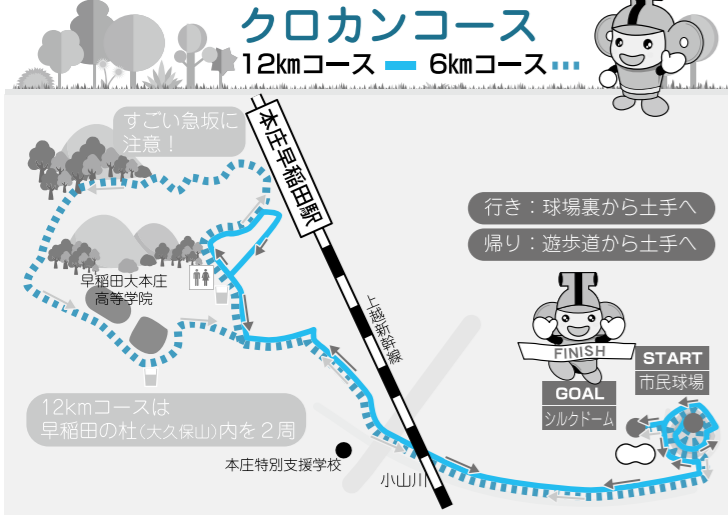 クロカンコース
12kmコース 6kmコース
すごい急坂に
注意！
本庄早稲田駅
行き：球場裏から土手へ
帰り：遊歩道から土手へ
早稲田大本庄
高等学院
上越新幹線
FINISH
START
市民球場
GOAL
シルクドーム
12kmコースは
早稲田の杜(大久保山)内を2周
本庄特別支援学校
小山川